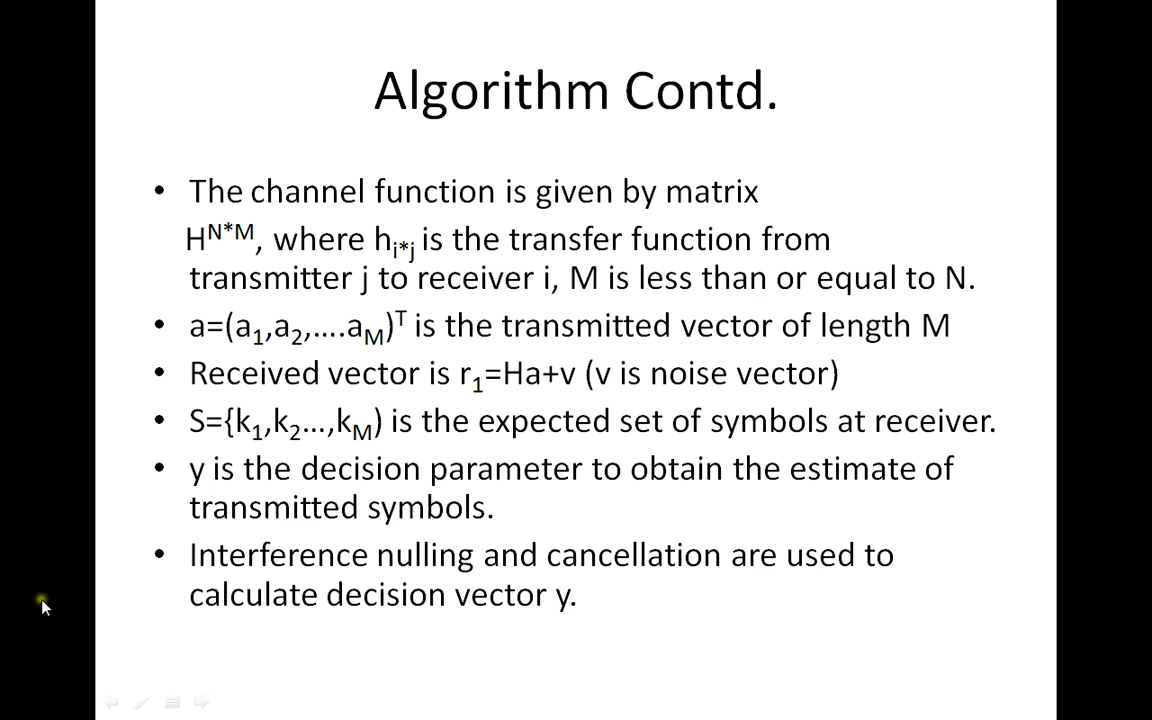 Algorithm Contd.
• The channel function is given by matrix
H^N*M, where h_i*j is the transfer function from
transmitter j to receiver i, M is less than or equal to N.
• a=(a₁,a₂,....a_M)^T is the transmitted vector of length M
• Received vector is r₁=Ha+v (v is noise vector)
• S={k₁,k₂...,k_M) is the expected set of symbols at receiver.
• y is the decision parameter to obtain the estimate of
transmitted symbols.
• Interference nulling and cancellation are used to
calculate decision vector y.